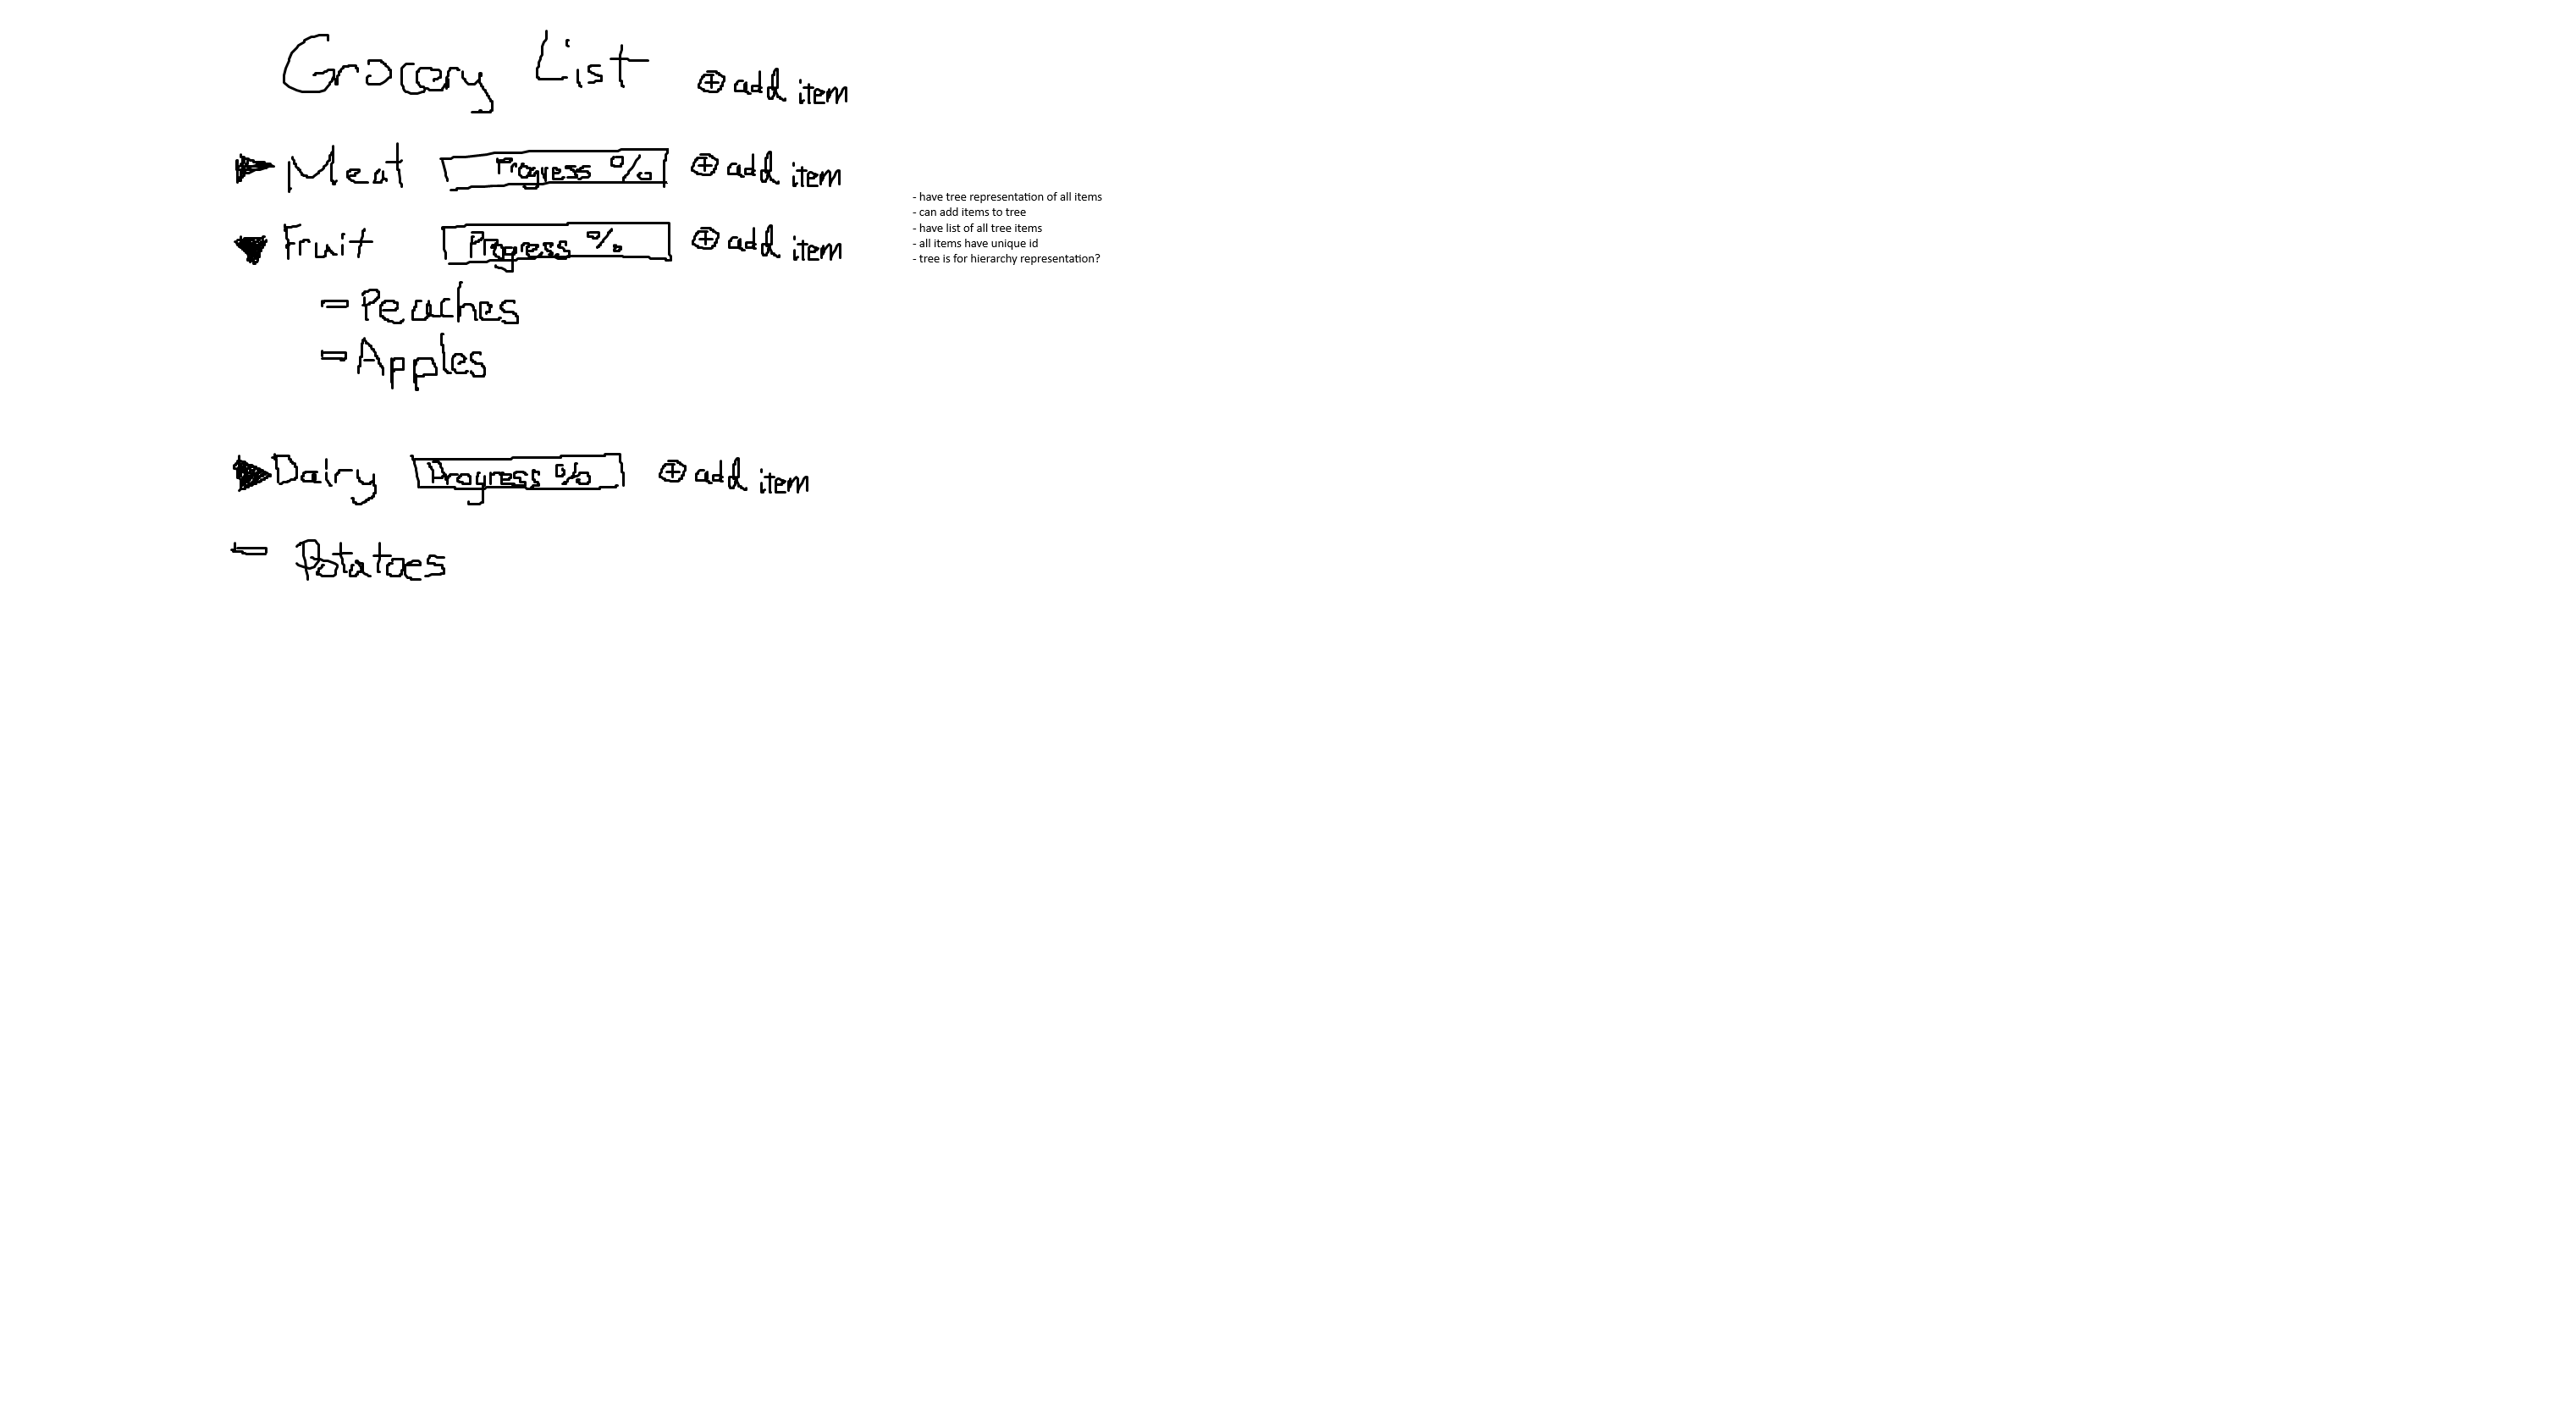 Grocery List ⊕ add item
▶ Meat Progress % ⊕ add item
▼ Fruit Progress % ⊕ add item
- Peaches
- Apples
▶ Dairy Progress % ⊕ add item
- Potatoes
- have tree representation of all items
- can add items to tree
- have list of all tree items
- all items have unique id
- tree is for hierarchy representation?